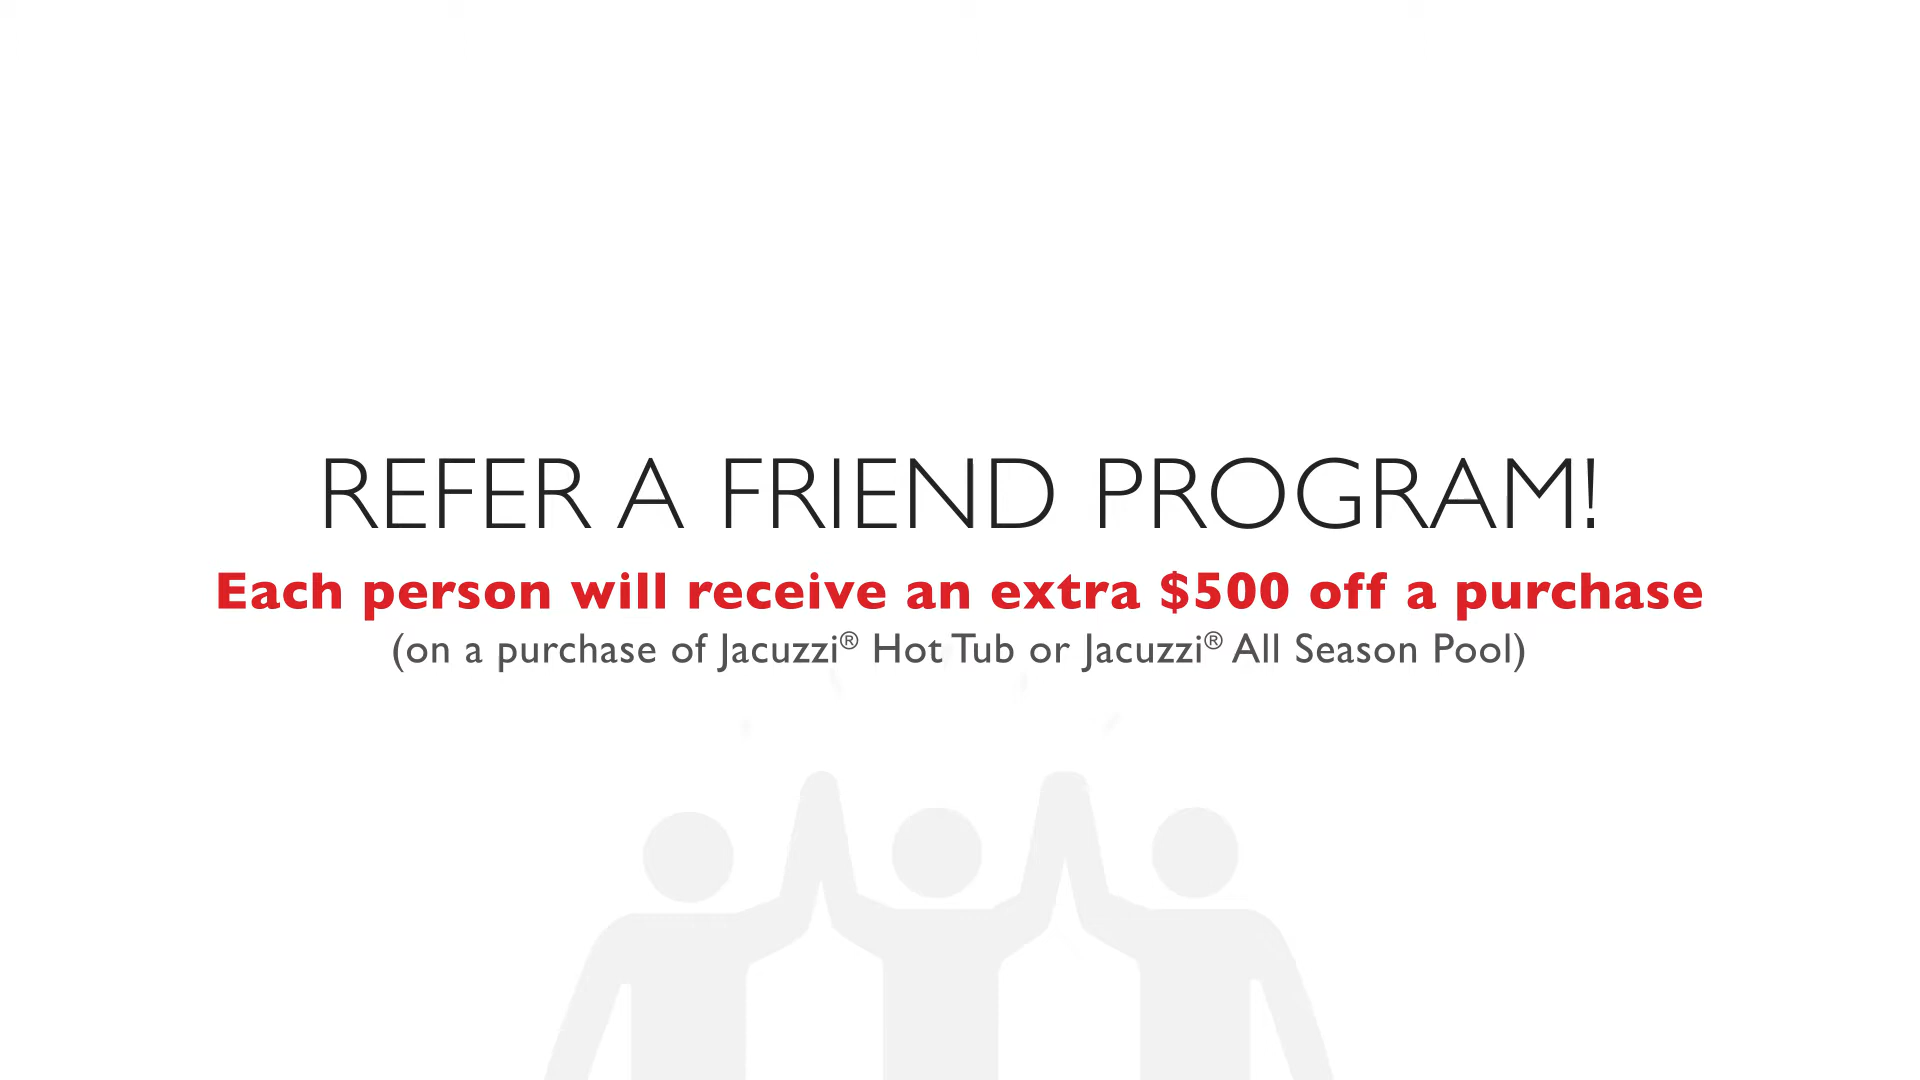 REFER A FRIEND PROGRAM!
Each person will receive an extra $500 off a purchase
(on a purchase of Jacuzzi® Hot Tub or Jacuzzi® All Season Pool)